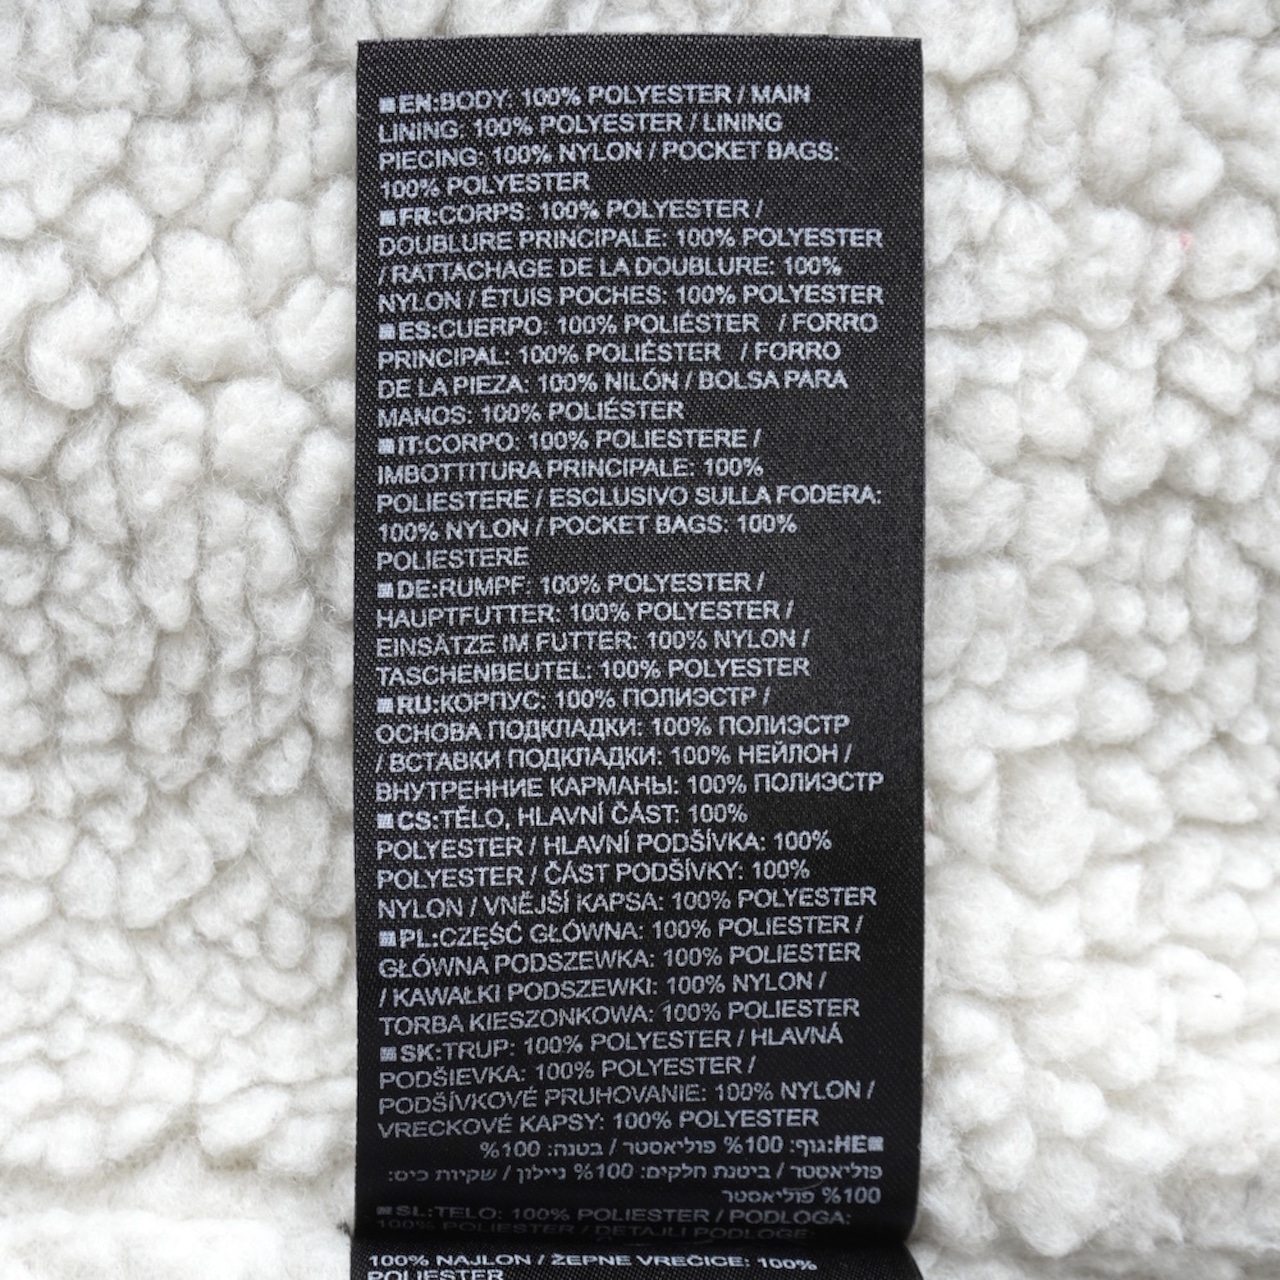 ■EN:BODY: 100% POLYESTER / MAIN
LINING: 100% POLYESTER / LINING
PIECING: 100% NYLON / POCKET BAGS:
100% POLYESTER
■FR:CORPS: 100% POLYESTER /
DOUBLURE PRINCIPALE: 100% POLYESTER
/ RATTACHAGE DE LA DOUBLURE: 100%
NYLON / ÉTUIS POCHES: 100% POLYESTER
■ES:CUERPO: 100% POLIÉSTER / FORRO
PRINCIPAL: 100% POLIÉSTER / FORRO
DE LA PIEZA: 100% NILÓN / BOLSA PARA
MANOS: 100% POLIÉSTER
■IT:CORPO: 100% POLIESTERE /
IMBOTTITURA PRINCIPALE: 100%
POLIESTERE / ESCLUSIVO SULLA FODERA:
100% NYLON / POCKET BAGS: 100%
POLIESTERE
■DE:RUMPF: 100% POLYESTER /
HAUPTFUTTER: 100% POLYESTER /
EINSÄTZE IM FUTTER: 100% NYLON /
TASCHENBEUTEL: 100% POLYESTER
■RU:КОРПУС: 100% ПОЛИЭСТР /
ОСНОВА ПОДКЛАДКИ: 100% ПОЛИЭСТР
/ ВСТАВКИ ПОДКЛАДКИ: 100% НЕЙЛОН /
ВНУТРЕННИЕ КАРМАНЫ: 100% ПОЛИЭСТР
■CS:TĚLO, HLAVNÍ ČÁST: 100%
POLYESTER / HLAVNÍ PODŠÍVKA: 100%
POLYESTER / ČÁST PODŠÍVKY: 100%
NYLON / VNĚJŠÍ KAPSA: 100% POLYESTER
■PL:CZĘŚĆ GŁÓWNA: 100% POLIESTER /
GŁÓWNA PODSZEWKA: 100% POLIESTER
/ KAWAŁKI PODSZEWKI: 100% NYLON /
TORBA KIESZONKOWA: 100% POLIESTER
■SK:TRUP: 100% POLYESTER / HLAVNÁ
PODŠIEVKA: 100% POLYESTER /
PODŠÍVKOVÉ PRUHOVANIE: 100% NYLON /
VRECKOVÉ KAPSY: 100% POLYESTER
■HE:גוף: 100% פוליאסטר / בטנה: 100%
פוליאסטר / ביטנת חלקים: 100% ניילון / שקיות כיס:
100% פוליאסטר
■SL:TELO: 100% POLIESTER / PODLOGA:
100% POLIESTER / DETAJLI PODLOGE:
100% NAJLON / ŽEPNE VREČICE: 100%
POLIESTER